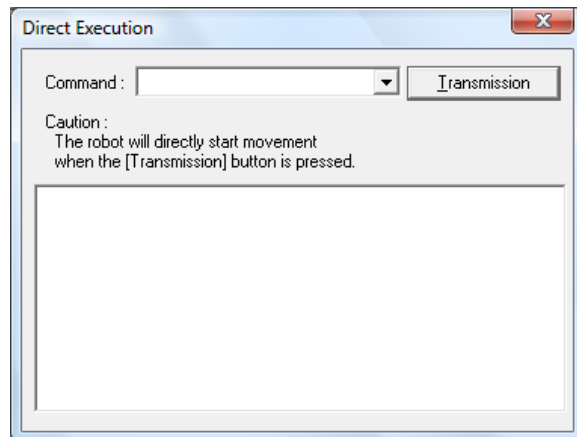 Direct Execution
Command :
Transmission
Caution :
The robot will directly start movement
when the [Transmission] button is pressed.